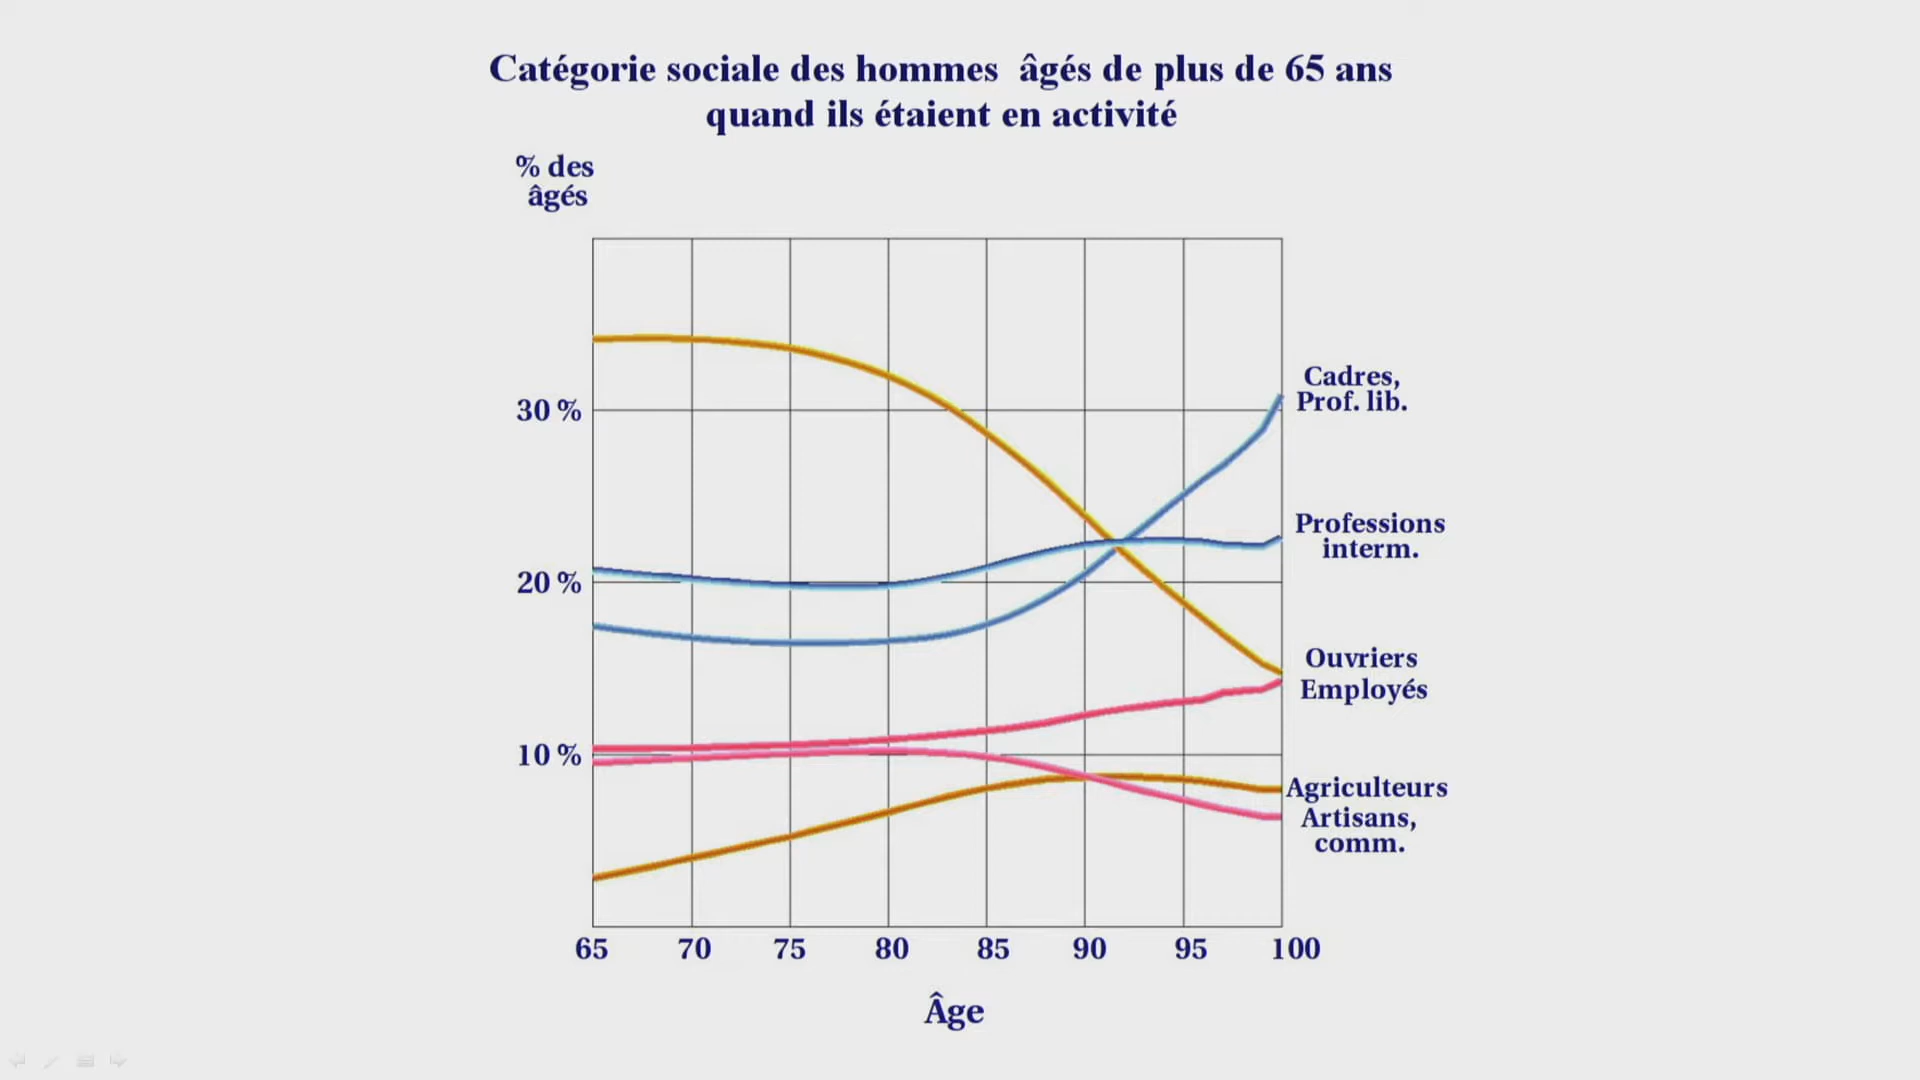 Catégorie sociale des hommes âgés de plus de 65 ans
quand ils étaient en activité
% des
âgés
30 %
20 %
10 %
Cadres,
Prof. lib.
Professions
interm.
Ouvriers
Employés
Agriculteurs
Artisans,
comm.
65 70 75 80 85 90 95 100
Âge